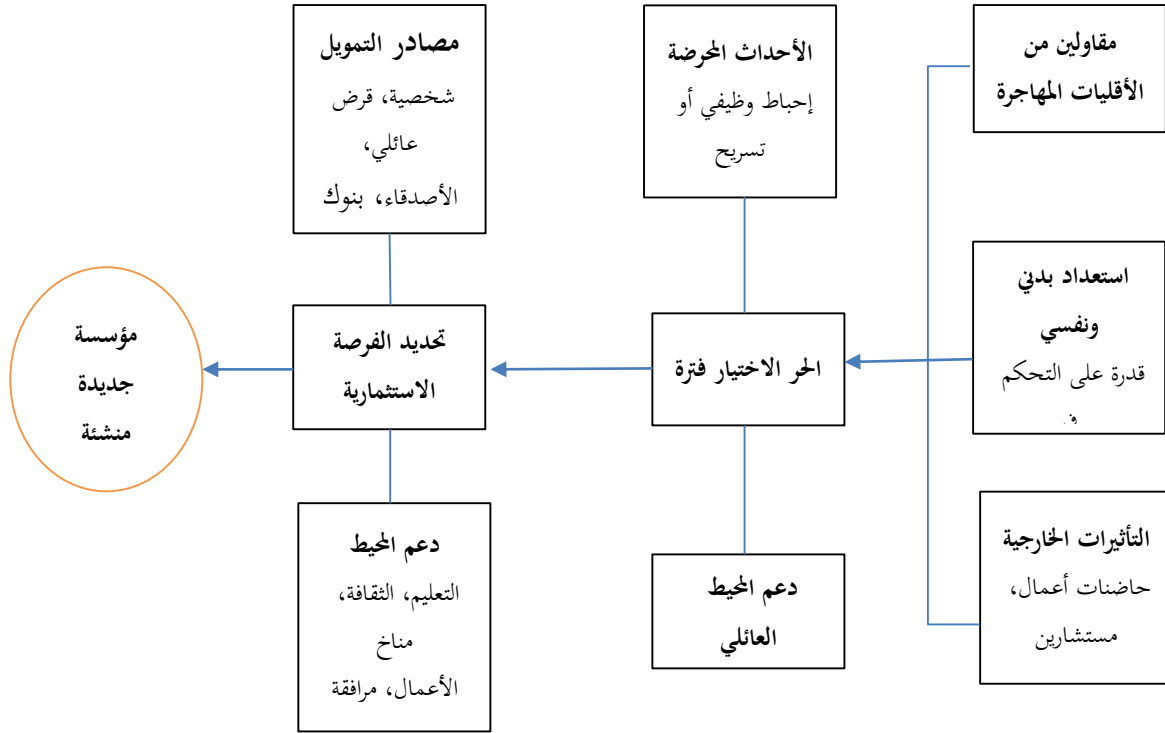 مقاولين من
الأقليات المهاجرة
الأحداث المحرضة
إحباط وظيفي أو
تسريح
مصادر التمويل
شخصية، قرض
عائلي،
الأصدقاء، بنوك
استعداد بدني
ونفسي
قدرة على التحكم
الحر الاختيار فترة
تحديد الفرصة
الاستثمارية
مؤسسة
جديدة
منشئة
التأثيرات الخارجية
حاضنات أعمال،
مستشارين
دعم المحيط
العائلي
دعم المحيط
التعليم، الثقافة،
مناخ
الأعمال، مرافقة